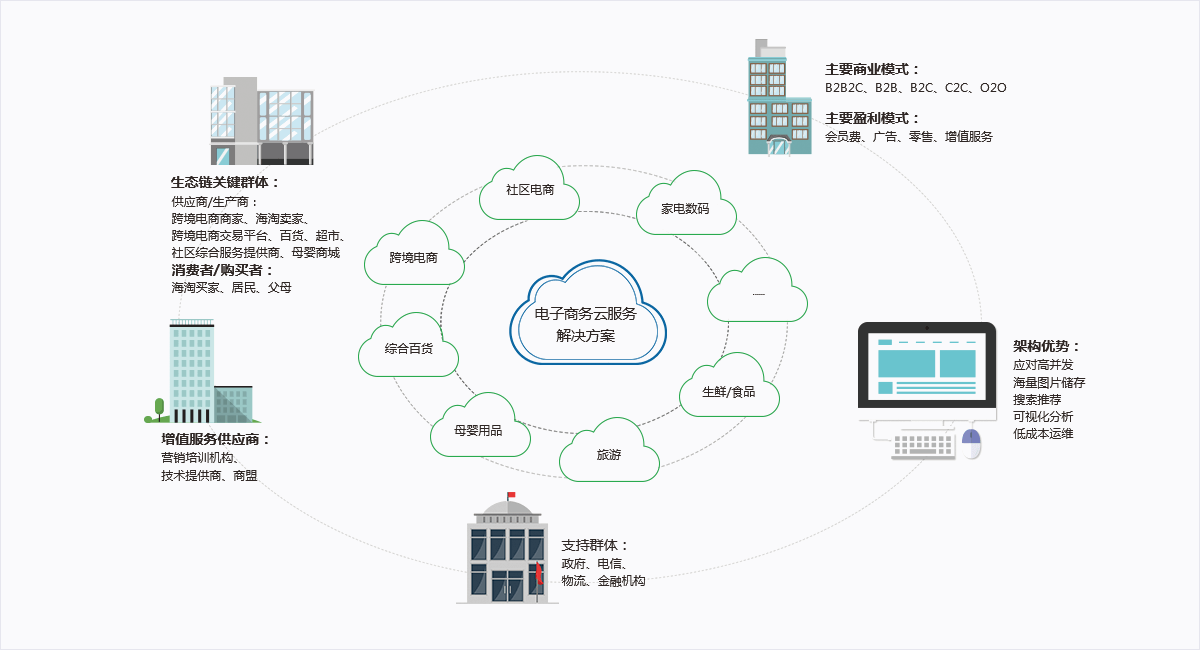 主要商业模式：
B2B2C、B2B、B2C、C2C、O2O
主要盈利模式：
会员费、广告、零售、增值服务
生态链关键群体：
供应商/生产商：
跨境电商商家、海淘卖家、
跨境电商交易平台、百货、超市、
社区综合服务提供商、母婴商城
消费者/购买者：
海淘买家、居民、父母
社区电商
家电数码
跨境电商
......
电子商务云服务
解决方案
综合百货
生鲜/食品
母婴用品
旅游
架构优势：
应对高并发
海量图片储存
搜索推荐
可视化分析
低成本运维
增值服务供应商：
营销培训机构、
技术提供商、商盟
支持群体：
政府、电信、
物流、金融机构